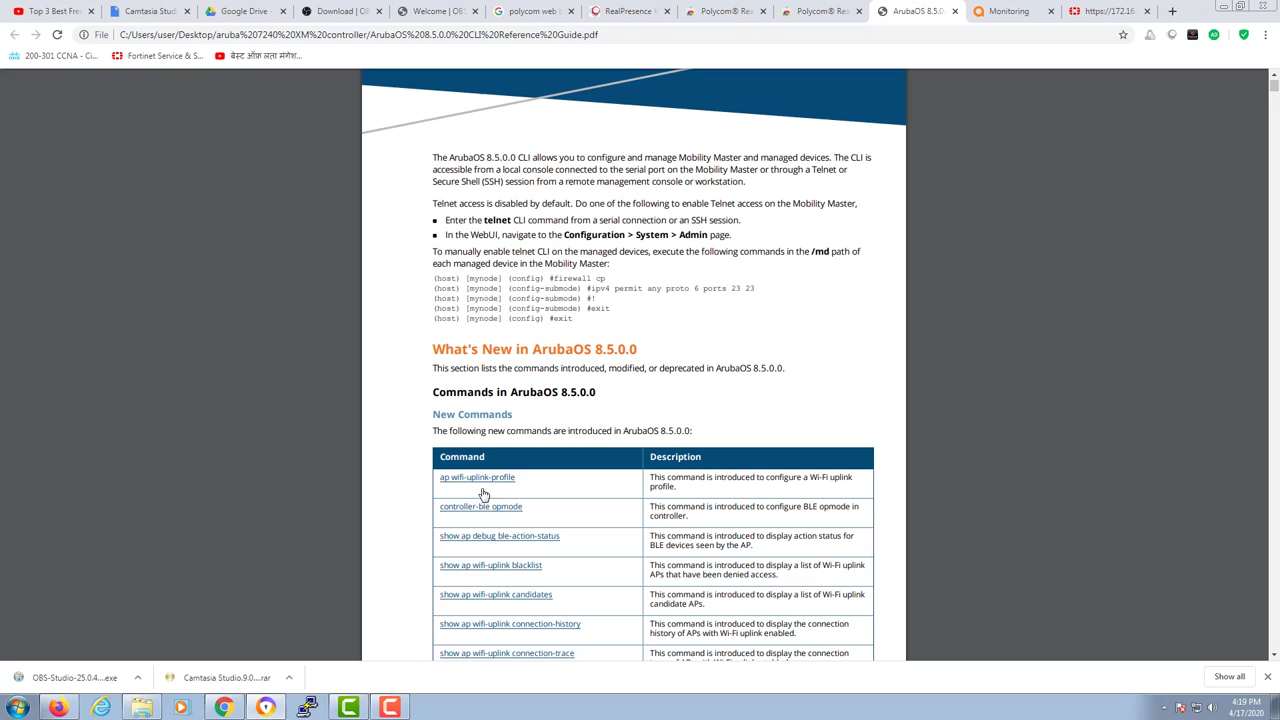 Top 3 Best Fre
Camtasia Studi
Google Drive
Download | OB
Welcome | OB
polycom web
RealPresence
Polycom® Rea
Polycom® Rea
ArubaOS 8.5.0.
Monitoring
https://172.16.
File | C:/Users/user/Desktop/aruba%207240%20XM%20controller/ArubaOS%208.5.0.0%20CLI%20Reference%20Guide.pdf
200-301 CCNA - Ci...
Fortinet Service & S...
बेस्ट ऑफ़ लता मंगेश...
The ArubaOS 8.5.0.0 CLI allows you to configure and manage Mobility Master and managed devices. The CLI is
accessible from a local console connected to the serial port on the Mobility Master or through a Telnet or
Secure Shell (SSH) session from a remote management console or workstation.
Telnet access is disabled by default. Do one of the following to enable Telnet access on the Mobility Master,
■ Enter the telnet CLI command from a serial connection or an SSH session.
■ In the WebUI, navigate to the Configuration > System > Admin page.
To manually enable telnet CLI on the managed devices, execute the following commands in the /md path of
each managed device in the Mobility Master:
(host) [mynode] (config) #firewall cp
(host) [mynode] (config-submode) #ipv4 permit any proto 6 ports 23 23
(host) [mynode] (config-submode) #!
(host) [mynode] (config-submode) #exit
(host) [mynode] (config) #exit
What's New in ArubaOS 8.5.0.0
This section lists the commands introduced, modified, or deprecated in ArubaOS 8.5.0.0.
Commands in ArubaOS 8.5.0.0
New Commands
The following new commands are introduced in ArubaOS 8.5.0.0:
Command Description
ap wifi-uplink-profile This command is introduced to configure a Wi-Fi uplink
profile.
controller-ble opmode This command is introduced to configure BLE opmode in
controller.
show ap debug ble-action-status This command is introduced to display action status for
BLE devices seen by the AP.
show ap wifi-uplink blacklist This command is introduced to display a list of Wi-Fi uplink
APs that have been denied access.
show ap wifi-uplink candidates This command is introduced to display a list of Wi-Fi uplink
candidate APs.
show ap wifi-uplink connection-history This command is introduced to display the connection
history of APs with Wi-Fi uplink enabled.
show ap wifi-uplink connection-trace This command is introduced to display the connection
OBS-Studio-25.0.4....exe
Camtasia Studio.9.0....rar
Show all
4:19 PM
4/17/2020